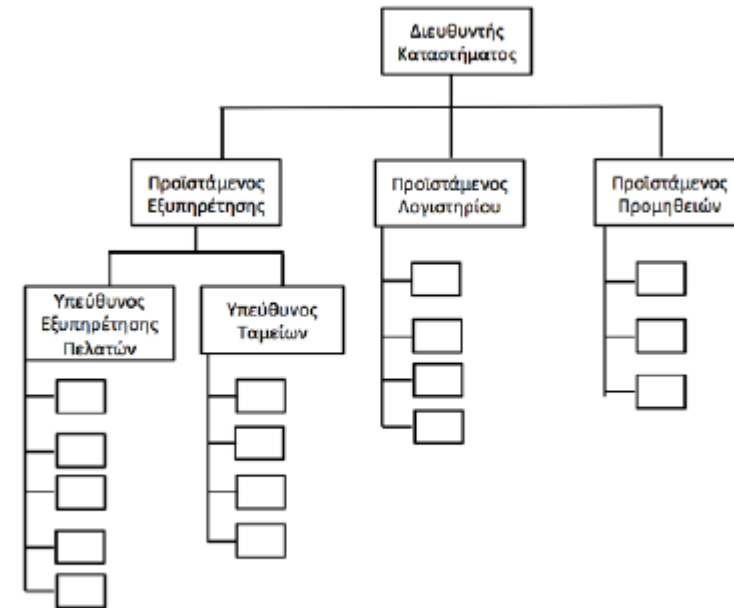 Διευθυντής
Καταστήματος
Προϊστάμενος
Εξυπηρέτησης
Προϊστάμενος
Λογιστηρίου
Προϊστάμενος
Προμηθειών
Υπεύθυνος
Εξυπηρέτησης
Πελατών
Υπεύθυνος
Ταμείων